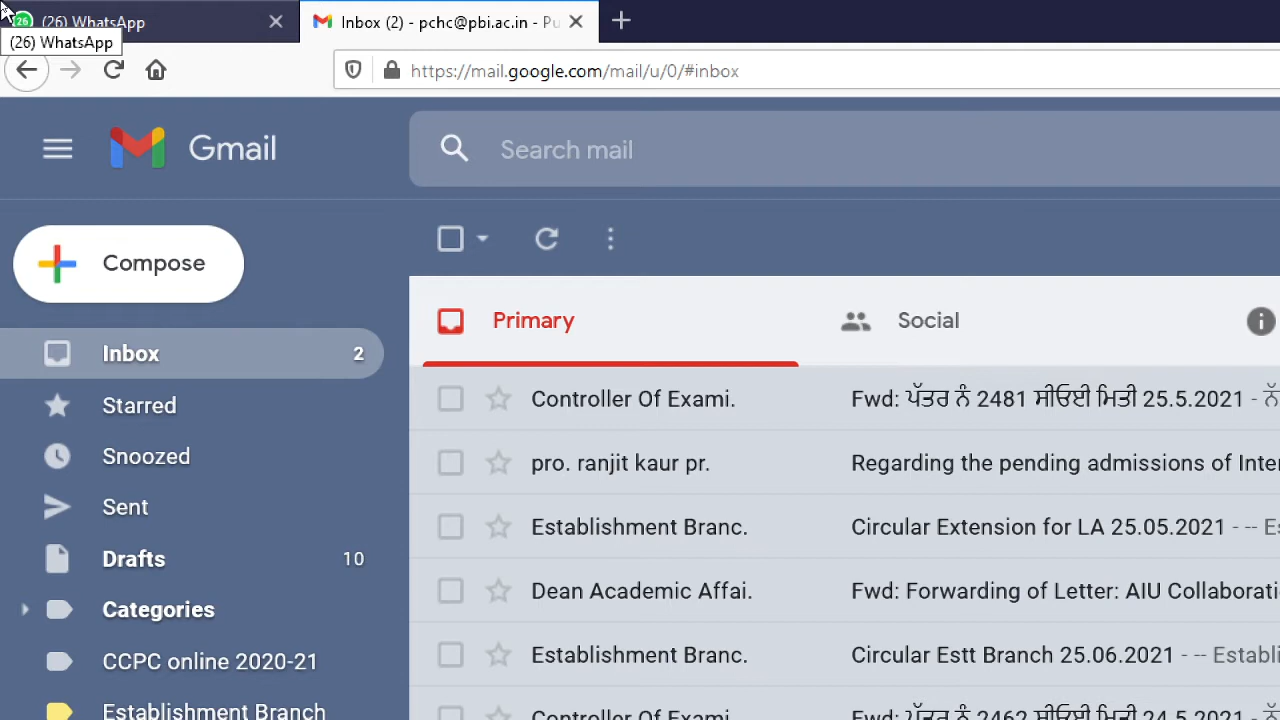 26 (26) WhatsApp
Inbox (2) - pchc@pbi.ac.in - Pu
(26) WhatsApp
https://mail.google.com/mail/u/0/#inbox
Gmail
Search mail
Compose
Primary
Social
Inbox 2
Starred
Snoozed
Sent
Drafts 10
Categories
CCPC online 2020-21
Establishment Branch
Controller Of Exami. Fwd: ਪੱਤਰ ਨੰ 2481 ਸੀਓਈ ਮਿਤੀ 25.5.2021 -
pro. ranjit kaur pr. Regarding the pending admissions of Inter
Establishment Branc. Circular Extension for LA 25.05.2021 - -- Es
Dean Academic Affai. Fwd: Forwarding of Letter: AIU Collaborati
Establishment Branc. Circular Estt Branch 25.06.2021 - -- Establi
Controller Of Exami. Fwd: ਪੱਤਰ ਨੰ 2462 ਸੀਓਈ ਮਿਤੀ 24.5.2021